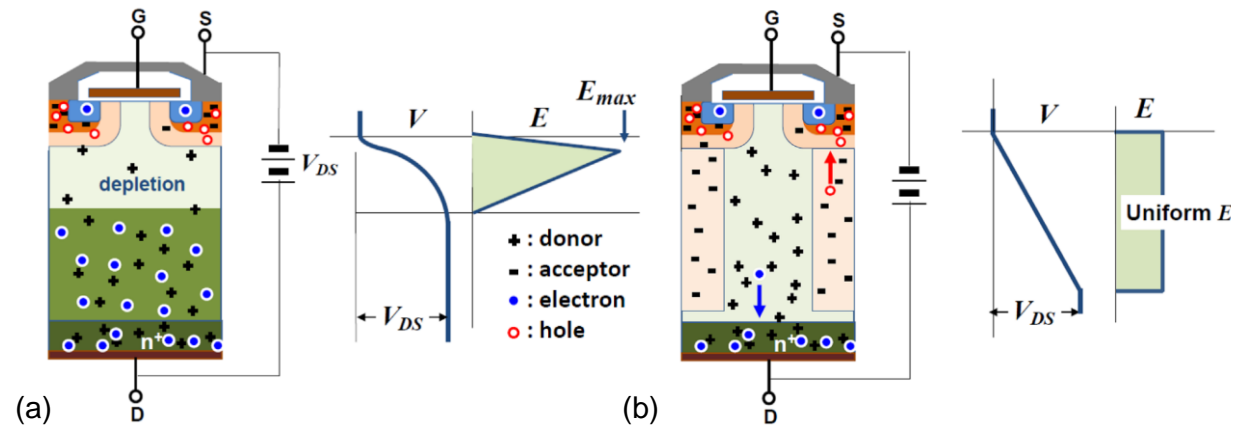 G
S
V
E
E_max
V_DS
depletion
+ : donor
- : acceptor
: electron
: hole
V_DS
n+
D
(a)
G
S
V
E
Uniform E
V_DS
n+
D
(b)